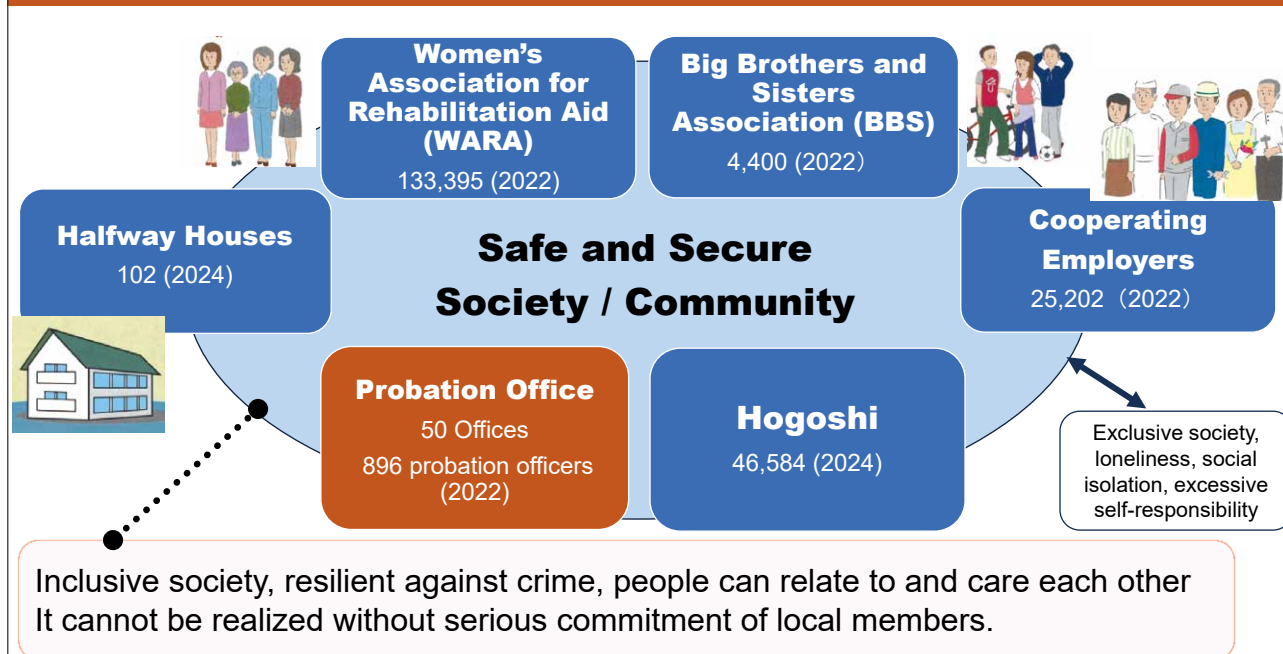 Women's
Association for
Rehabilitation Aid
(WARA)
133,395 (2022)
Big Brothers and
Sisters
Association (BBS)
4,400 (2022）
Halfway Houses
102 (2024)
Safe and Secure
Society / Community
Cooperating
Employers
25,202（2022）
Probation Office
50 Offices
896 probation officers
(2022)
Hogoshi
46,584 (2024)
Exclusive society,
loneliness, social
isolation, excessive
self-responsibility
Inclusive society, resilient against crime, people can relate to and care each other
It cannot be realized without serious commitment of local members.